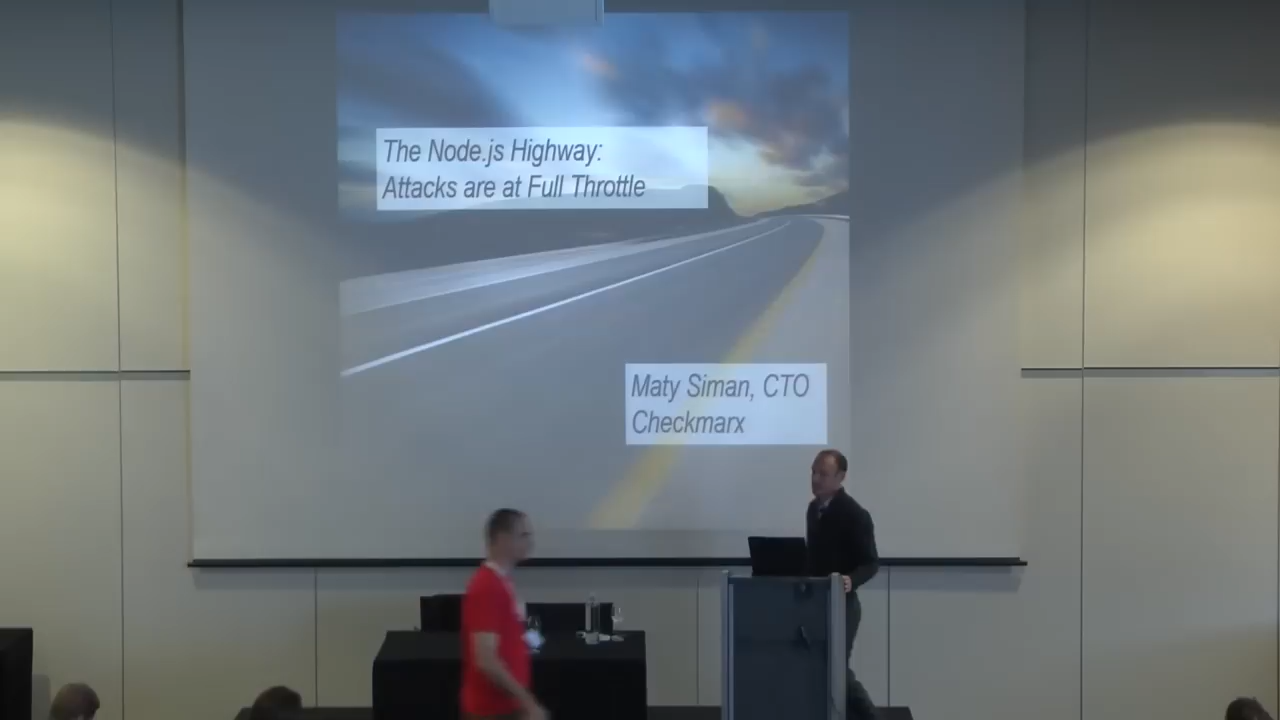 The Node.js Highway:
Attacks are at Full Throttle
Maty Siman, CTO
Checkmarx